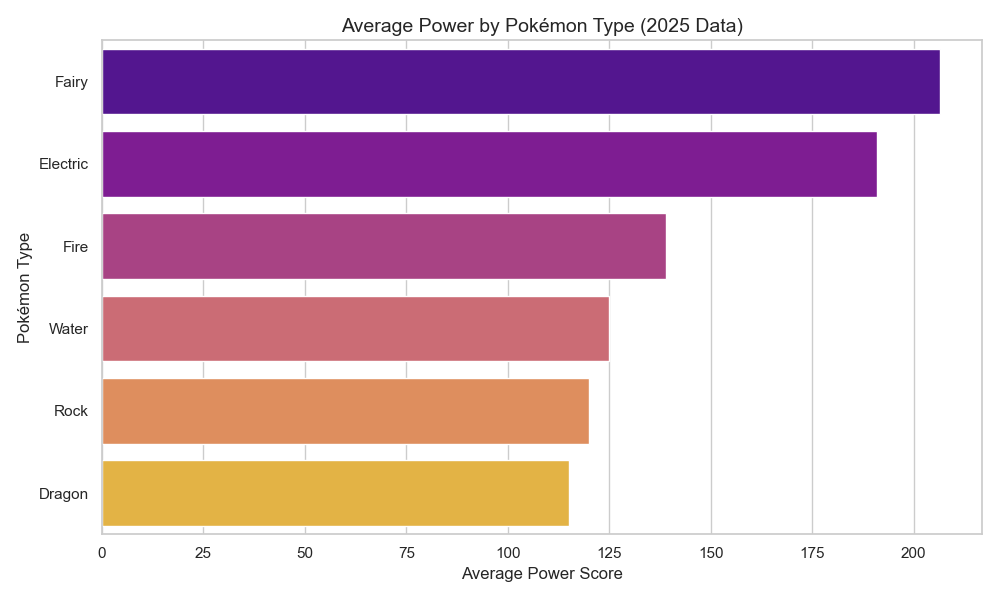 Average Power by Pokémon Type (2025 Data)
Pokémon Type
Fairy
Electric
Fire
Water
Rock
Dragon
0 25 50 75 100 125 150 175 200
Average Power Score